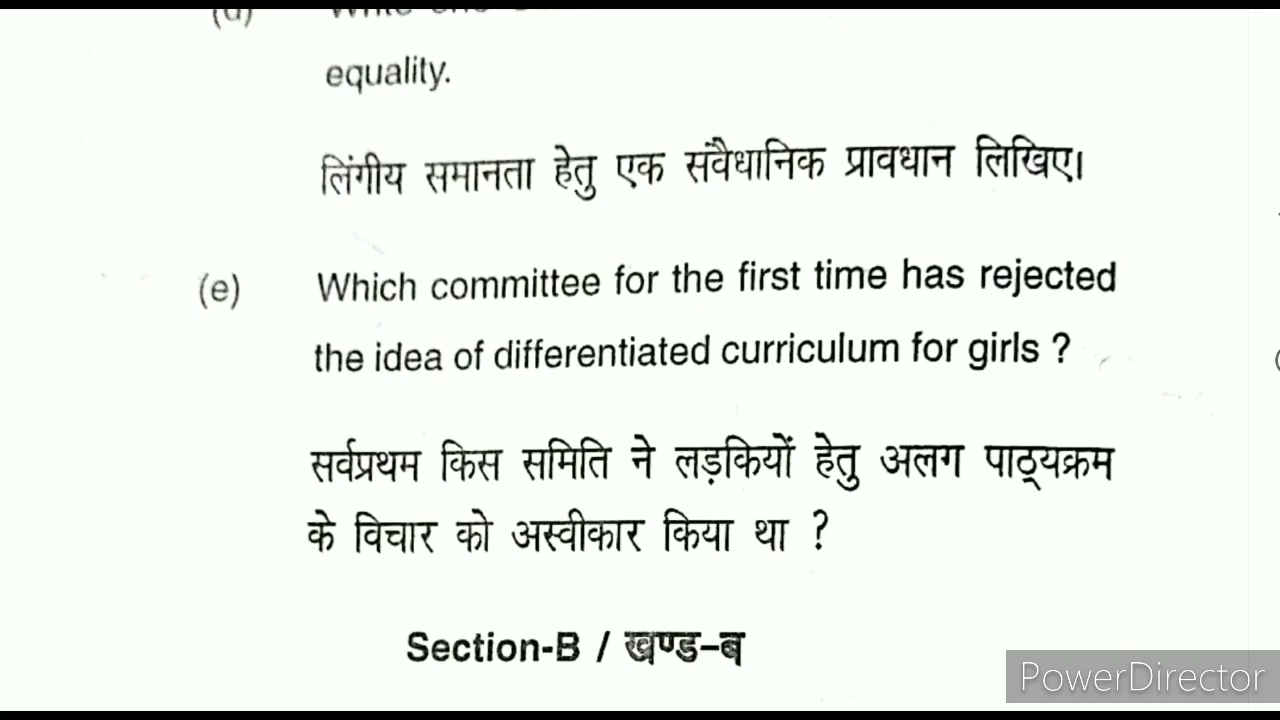 (d)
equality.
लिंगीय समानता हेतु एक संवैधानिक प्रावधान लिखिए।
(e) Which committee for the first time has rejected
the idea of differentiated curriculum for girls ?
सर्वप्रथम किस समिति ने लड़कियों हेतु अलग पाठ्यक्रम
के विचार को अस्वीकार किया था ?
Section-B / खण्ड-ब
PowerDirector